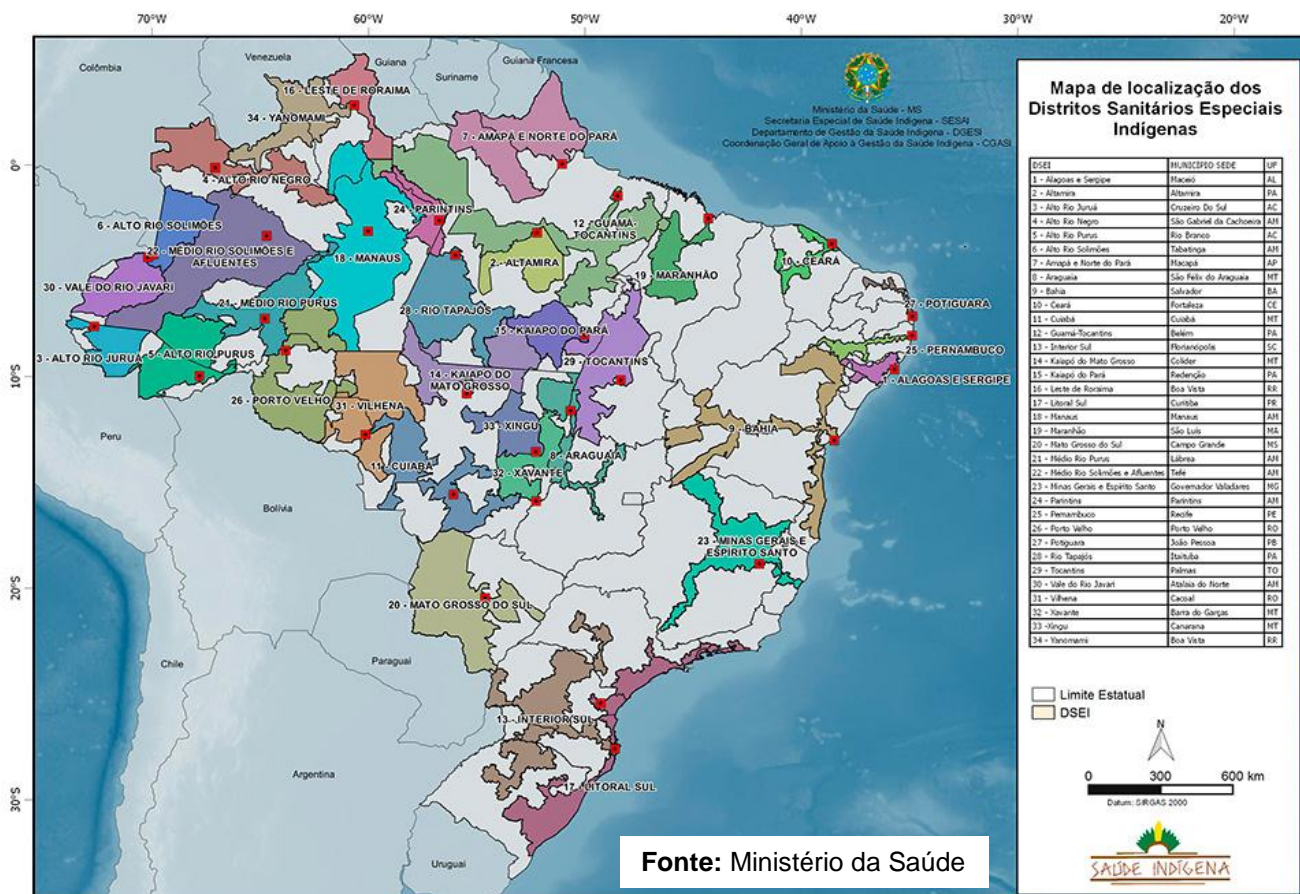 70°W 60°W 50°W 40°W 30°W 20°W
0°
10°S
20°S
30°S
Colômbia
Venezuela
Guiana
Suriname
Guiana Francesa
Peru
Bolívia
Chile
Paraguai
Argentina
Uruguai
Ministério da Saúde - MS
Secretaria Especial de Saúde Indígena - SESAI
Departamento de Gestão da Saúde Indígena - DGESI
Coordenação Geral de Apoio à Gestão da Saúde Indígena - CGASI
16 - LESTE DE RORAIMA
34 - YANOMAMI
7 - AMAPÁ E NORTE DO PARÁ
4 - ALTO RIO NEGRO
24 - PARINTINS
12 - GUAMÁ-
TOCANTINS
6 - ALTO RIO SOLIMÕES
22 - MÉDIO RIO SOLIMÕES E
AFLUENTES
18 - MANAUS
2 - ALTAMIRA
19 - MARANHÃO
10 - CEARÁ
30 - VALE DO RIO JAVARI
21 - MÉDIO RIO PURUS
28 - RIO TAPAJÓS
27 - POTIGUARA
15 - KAIAPÓ DO PARÁ
3 - ALTO RIO JURUÁ
5 - ALTO RIO PURUS
29 - TOCANTINS
25 - PERNAMBUCO
14 - KAIAPÓ DO
MATO GROSSO
1 - ALAGOAS E SERGIPE
26 - PORTO VELHO
31 - VILHENA
33 - XINGU
9 - BAHIA
8 - ARAGUAIA
11 - CUIABÁ
32 - XAVANTE
23 - MINAS GERAIS E
ESPÍRITO SANTO
20 - MATO GROSSO DO SUL
13 - INTERIOR SUL
17 - LITORAL SUL
Fonte: Ministério da Saúde
Mapa de localização dos
Distritos Sanitários Especiais
Indígenas
DSEI MUNICÍPIO SEDE UF
1 - Alagoas e Sergipe Maceió AL
2 - Altamira Altamira PA
3 - Alto Rio Juruá Cruzeiro Do Sul AC
4 - Alto Rio Negro São Gabriel da Cachoeira AM
5 - Alto Rio Purus Rio Branco AC
6 - Alto Rio Solimões Tabatinga AM
7 - Amapá e Norte do Pará Macapá AP
8 - Araguaia São Félix do Araguaia MT
9 - Bahia Salvador BA
10 - Ceará Fortaleza CE
11 - Cuiabá Cuiabá MT
12 - Guamá-Tocantins Belém PA
13 - Interior Sul Florianópolis SC
14 - Kaiapó do Mato Grosso Colíder MT
15 - Kaiapó do Pará Redenção PA
16 - Leste de Roraima Boa Vista RR
17 - Litoral Sul Curitiba PR
18 - Manaus Manaus AM
19 - Maranhão São Luís MA
20 - Mato Grosso do Sul Campo Grande MS
21 - Médio Rio Purus Lábrea AM
22 - Médio Rio Solimões e Afluentes Tefé AM
23 - Minas Gerais e Espírito Santo Governador Valadares MG
24 - Parintins Parintins AM
25 - Pernambuco Recife PE
26 - Porto Velho Porto Velho RO
27 - Potiguara João Pessoa PB
28 - Rio Tapajós Itaituba PA
29 - Tocantins Palmas TO
30 - Vale do Rio Javari Atalaia do Norte AM
31 - Vilhena Cacoal RO
32 - Xavante Barra do Garças MT
33 -Xingu Canarana MT
34 - Yanomami Boa Vista RR
Limite Estatual
DSEI
N
0 300 600 km
Datum: SIRGAS 2000
SAÚDE INDÍGENA